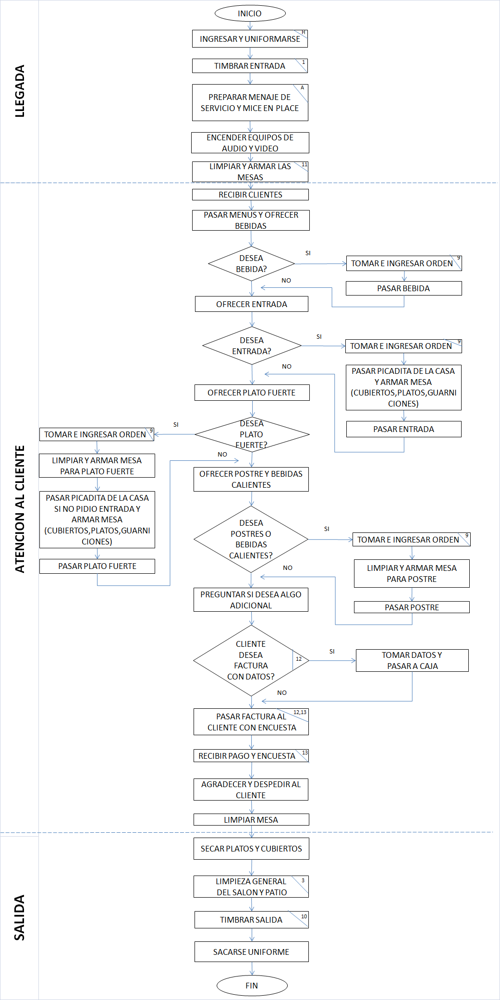 LLEGADA
INICIO
H
INGRESAR Y UNIFORMARSE
1
TIMBRAR ENTRADA
A
PREPARAR MENAJE DE
SERVICIO Y MICE EN PLACE
ENCENDER EQUIPOS DE
AUDIO Y VIDEO
11
LIMPIAR Y ARMAR LAS
MESAS
ATENCION AL CLIENTE
RECIBIR CLIENTES
PASAR MENUS Y OFRECER
BEBIDAS
DESEA
BEBIDA?
SI
9
TOMAR E INGRESAR ORDEN
PASAR BEBIDA
NO
OFRECER ENTRADA
DESEA
ENTRADA?
SI
9
TOMAR E INGRESAR ORDEN
PASAR PICADITA DE LA CASA
Y ARMAR MESA
(CUBIERTOS,PLATOS,GUARNI
CIONES)
PASAR ENTRADA
NO
OFRECER PLATO FUERTE
DESEA
PLATO
FUERTE?
SI
9
TOMAR E INGRESAR ORDEN
LIMPIAR Y ARMAR MESA
PARA PLATO FUERTE
PASAR PICADITA DE LA CASA
SI NO PIDIO ENTRADA Y
ARMAR MESA
(CUBIERTOS,PLATOS,GUARNI
CIONES)
PASAR PLATO FUERTE
NO
OFRECER POSTRE Y BEBIDAS
CALIENTES
DESEA
POSTRES O
BEBIDAS
CALIENTES?
SI
9
TOMAR E INGRESAR ORDEN
LIMPIAR Y ARMAR MESA
PARA POSTRE
PASAR POSTRE
NO
PREGUNTAR SI DESEA ALGO
ADICIONAL
CLIENTE
DESEA
FACTURA
CON DATOS?
12
SI
TOMAR DATOS Y
PASAR A CAJA
NO
12,13
PASAR FACTURA AL
CLIENTE CON ENCUESTA
13
RECIBIR PAGO Y ENCUESTA
AGRADECER Y DESPEDIR AL
CLIENTE
LIMPIAR MESA
SALIDA
SECAR PLATOS Y CUBIERTOS
3
LIMPIEZA GENERAL
DEL SALON Y PATIO
10
TIMBRAR SALIDA
SACARSE UNIFORME
FIN